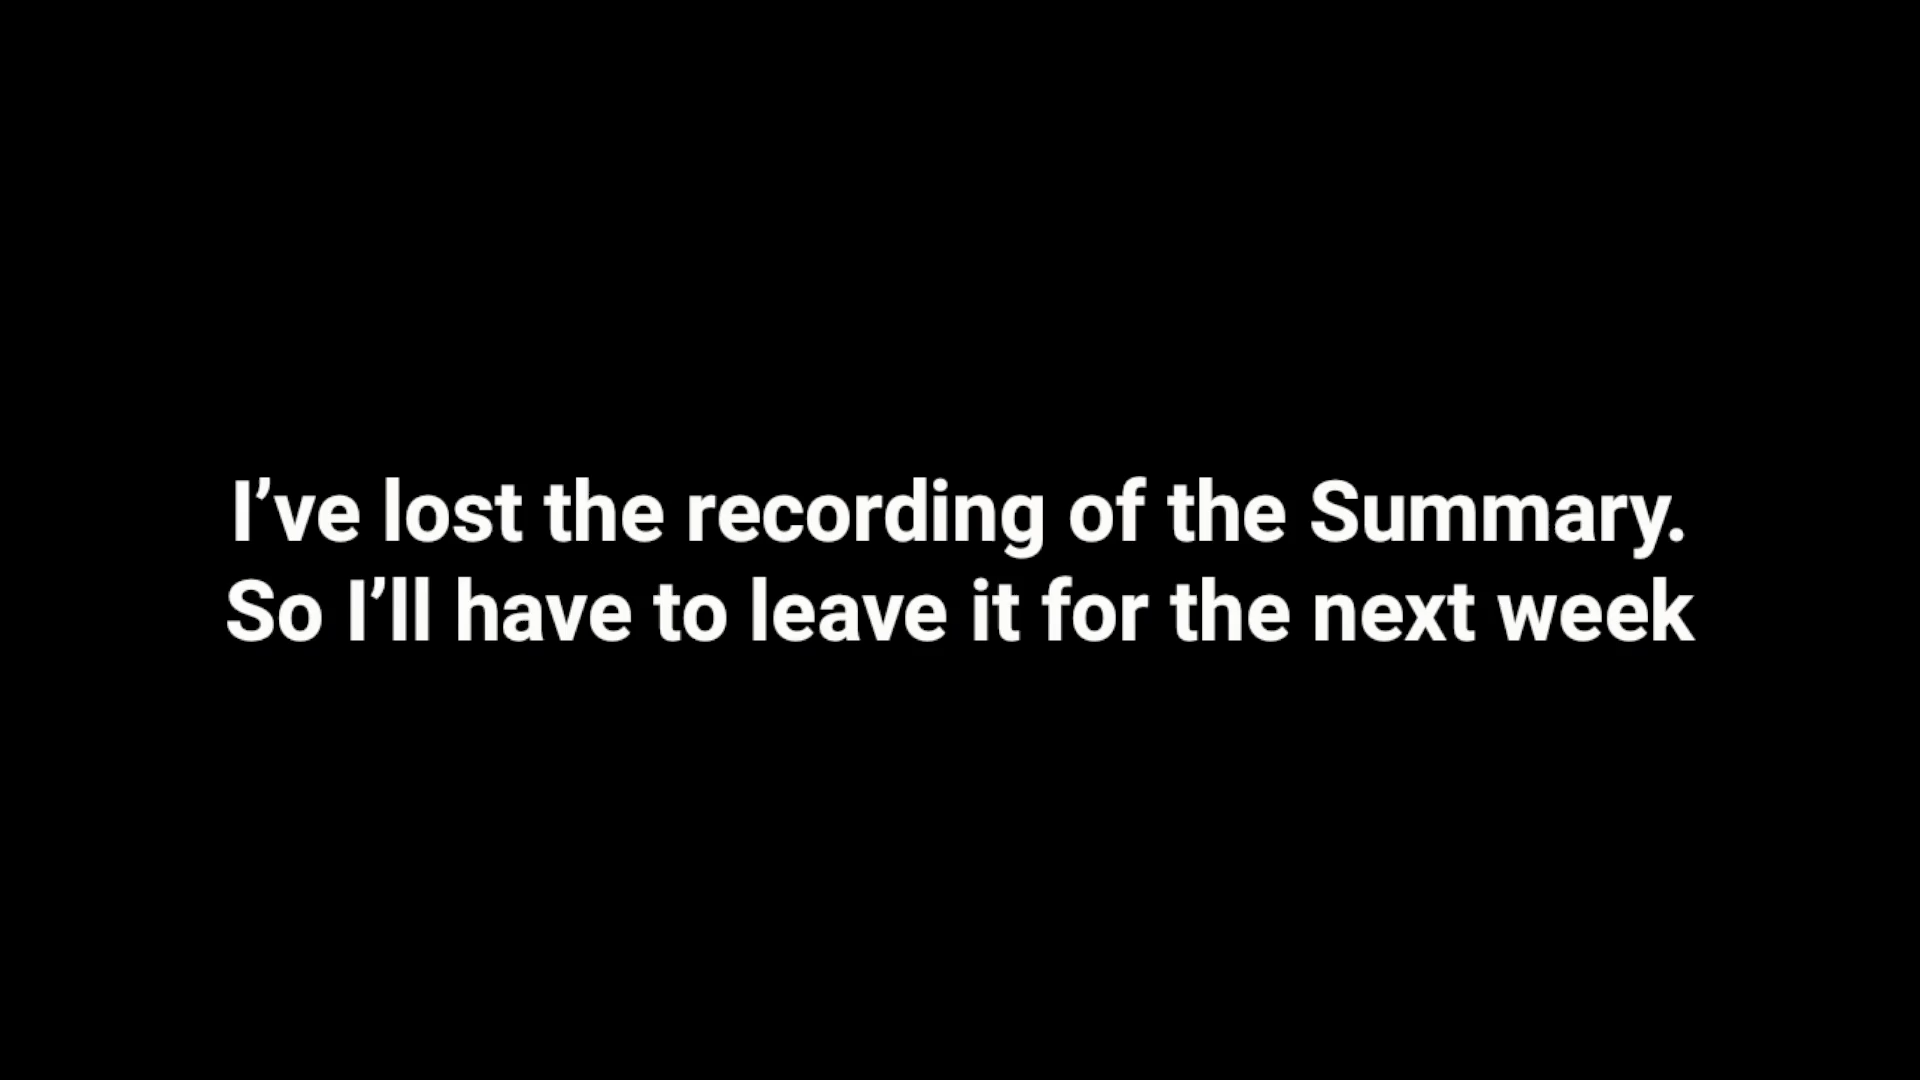 I’ve lost the recording of the Summary.
So I’ll have to leave it for the next week